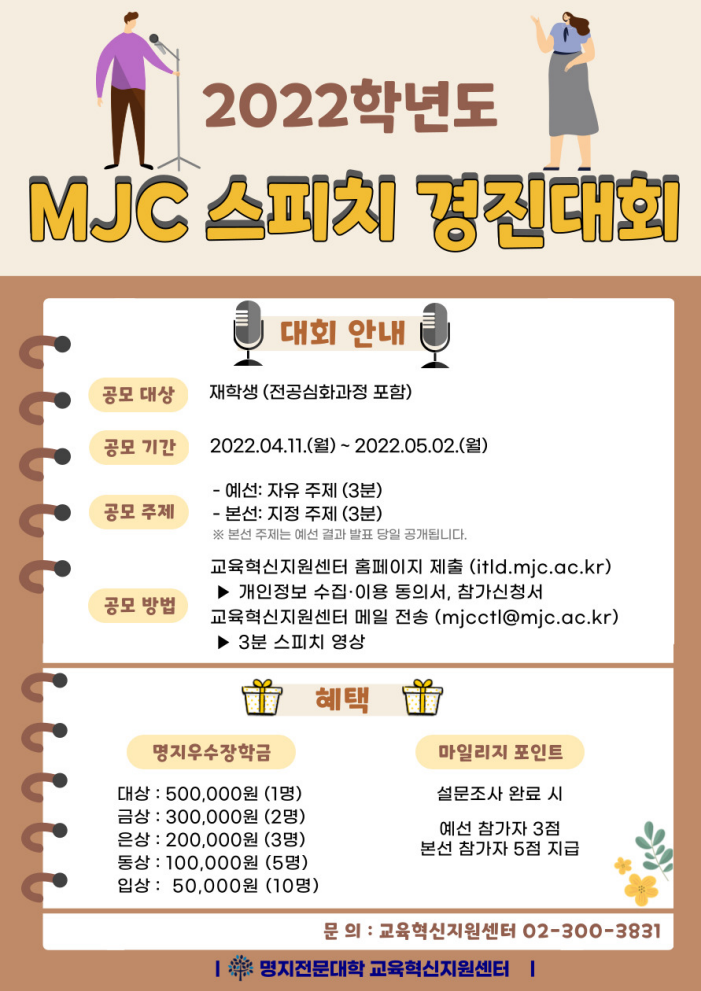 2022학년도
MJC 스피치 경진대회
대회 안내
공모 대상
재학생 (전공심화과정 포함)
공모 기간
2022.04.11.(월) ~ 2022.05.02.(월)
공모 주제
- 예선: 자유 주제 (3분)
- 본선: 지정 주제 (3분)
※ 본선 주제는 예선 결과 발표 당일 공개됩니다.
공모 방법
교육혁신지원센터 홈페이지 제출 (itld.mjc.ac.kr)
▶ 개인정보 수집·이용 동의서, 참가신청서
교육혁신지원센터 메일 전송 (mjcctl@mjc.ac.kr)
▶ 3분 스피치 영상
혜택
명지우수장학금
대상 : 500,000원 (1명)
금상 : 300,000원 (2명)
은상 : 200,000원 (3명)
동상 : 100,000원 (5명)
입상 : 50,000원 (10명)
마일리지 포인트
설문조사 완료 시
예선 참가자 3점
본선 참가자 5점 지급
문 의 : 교육혁신지원센터 02-300-3831
| 명지전문대학 교육혁신지원센터 |